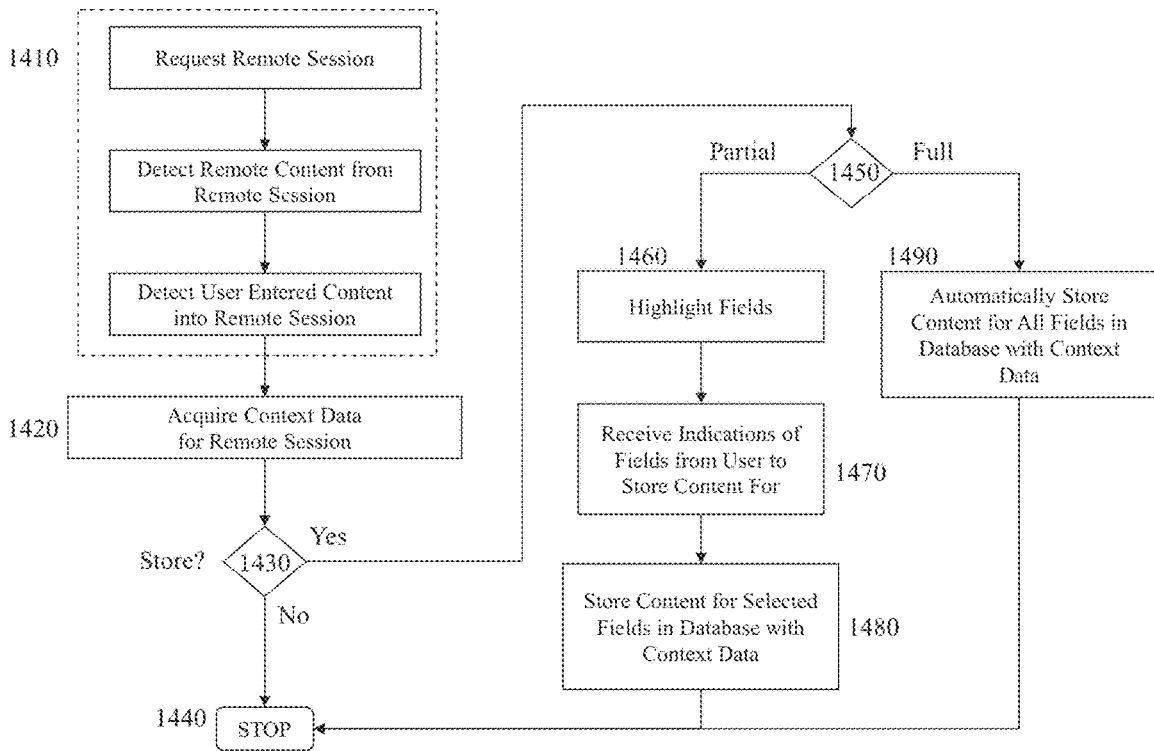 1410
Request Remote Session
Detect Remote Content from
Remote Session
Detect User Entered Content
into Remote Session
1420
Acquire Context Data
for Remote Session
Store?
1430
Yes
No
1440
STOP
Partial
1450
Full
1460
Highlight Fields
Receive Indications of
Fields from User to
Store Content For
1470
Store Content for Selected
Fields in Database with
Context Data
1480
1490
Automatically Store
Content for All Fields in
Database with Context
Data